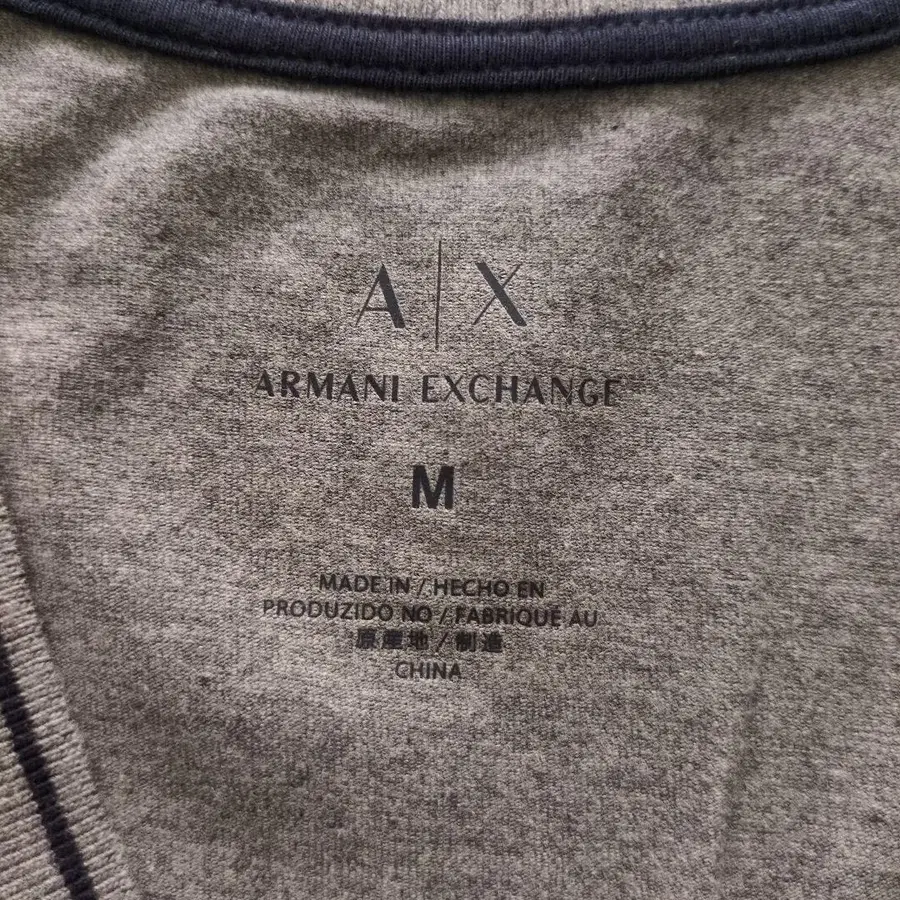 A|X
ARMANI EXCHANGE
M
MADE IN / HECHO EN
PRODUZIDO NO / FABRIQUÉ AU
原産地 / 制造
CHINA